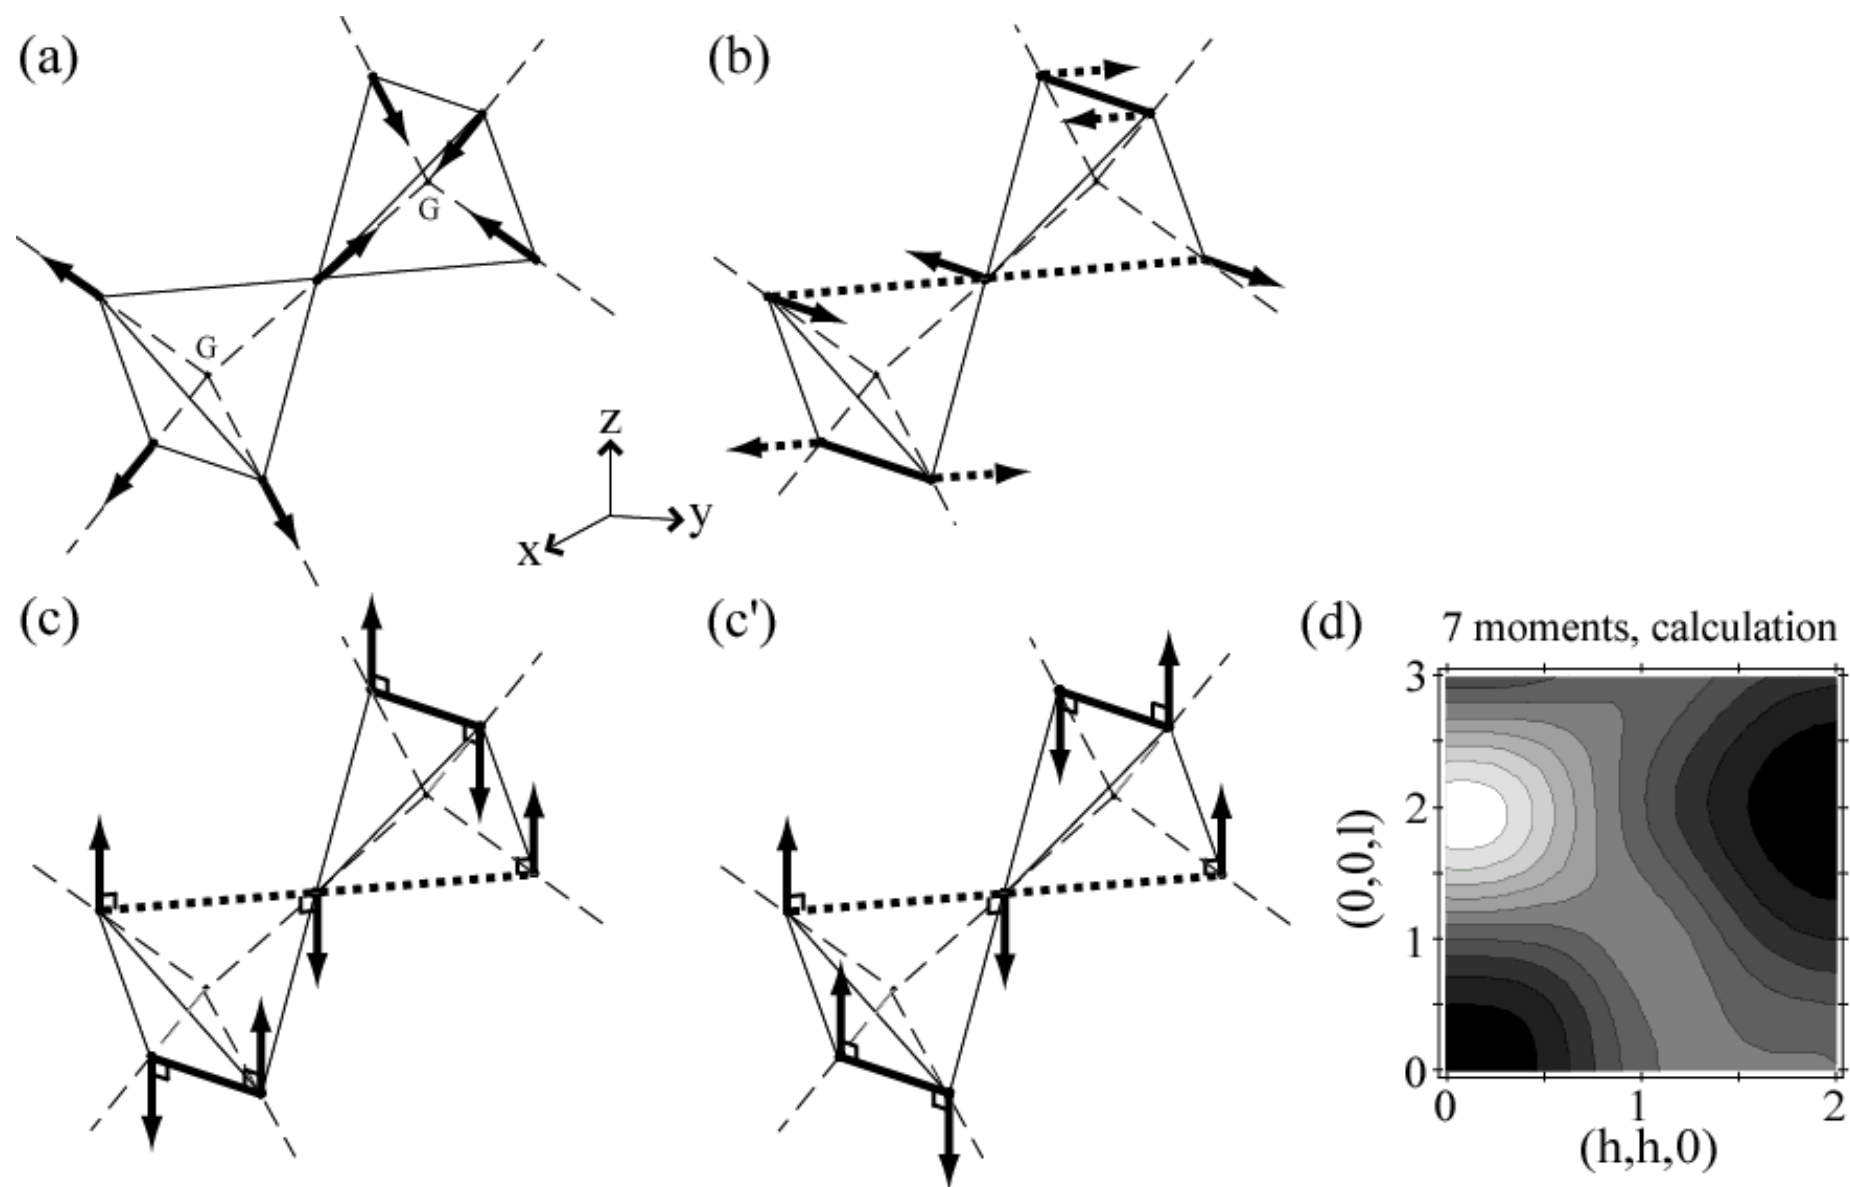 (a)
G
G
(b)
z
y
x
(c)
(c')
(d)
7 moments, calculation
3
2
1
0
(0,0,l)
0
1
2
(h,h,0)